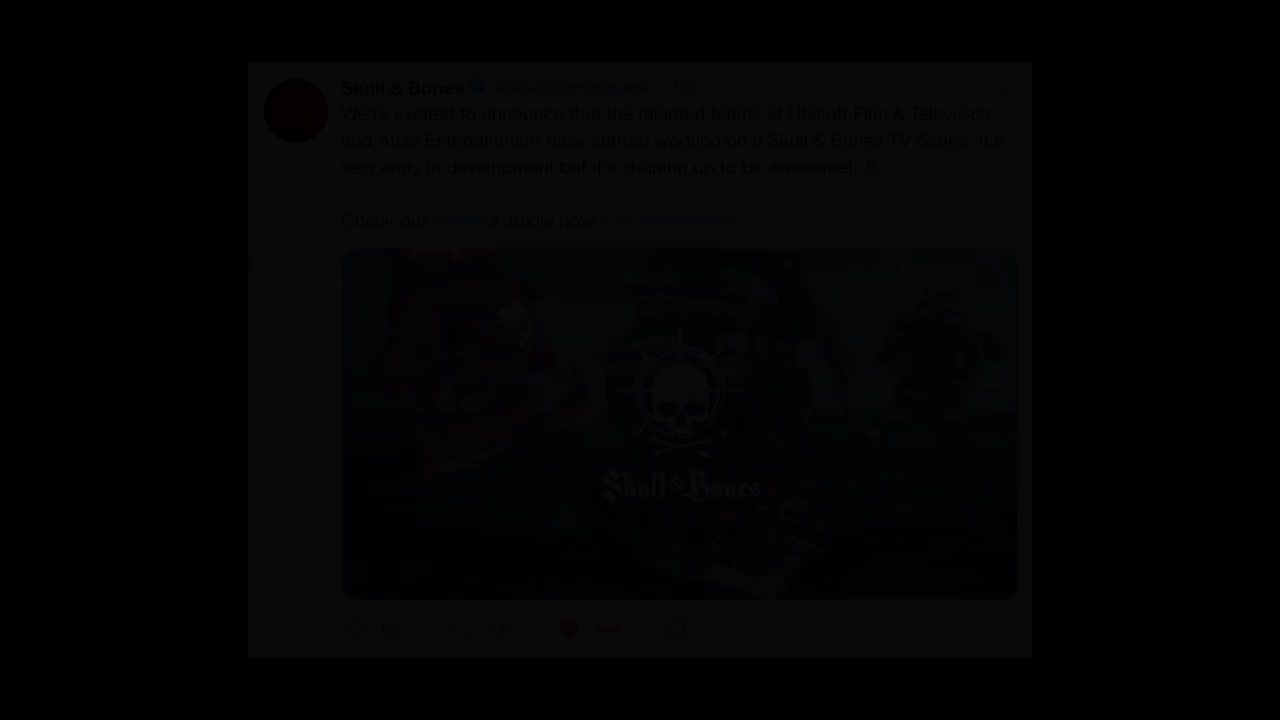 Skull & Bones
We're excited to announce that the talented teams at Ubisoft Film & Television
and Atlas Entertainment have started working on a Skull & Bones TV Series. It's
very early in development but it's shaping up to be awesome!
Check out 's article now -
Skull & Bones